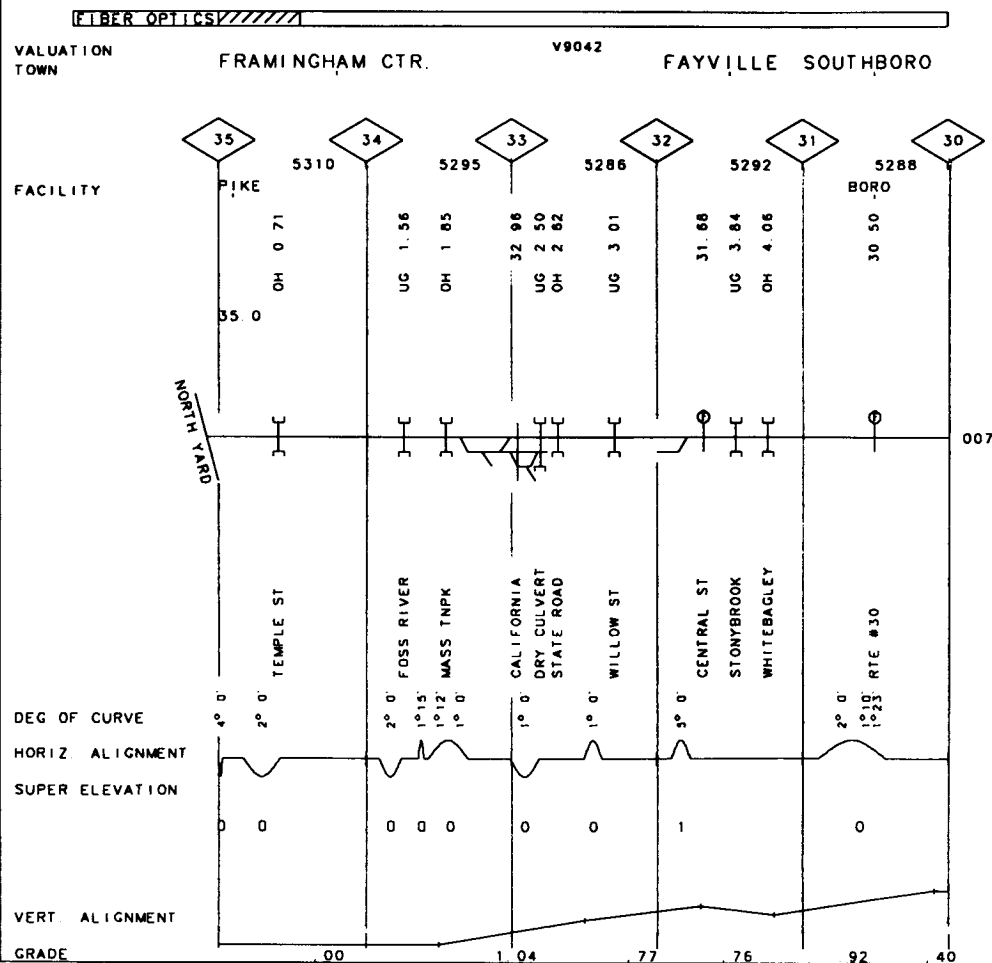 FIBER OPTICS
VALUATION V9042
TOWN FRAMINGHAM CTR. FAYVILLE SOUTHBORO
35 34 33 32 31 30
5310 5295 5286 5292 5288
FACILITY PIKE BORO
OH 0 71
UG 1.56
OH 1 85
32 98
UG 2 50
OH 2 62
UG 3 01
31.68
UG 3.84
OH 4.06
30 50
35.0
NORTH YARD
007
TEMPLE ST
FOSS RIVER
MASS TNPK
CALIFORNIA
DRY CULVERT
STATE ROAD
WILLOW ST
CENTRAL ST
STONYBROOK
WHITEBAGLEY
RTE #30
DEG OF CURVE 4° 0' 2° 0' 2° 0' 1°15' 1°12' 1° 0' 1° 0' 1° 0' 5° 0' 2° 0' 1°10' 1°23'
HORIZ. ALIGNMENT
SUPER ELEVATION
0 0 0 0 0 0 0 1 0
VERT. ALIGNMENT
GRADE .00 1.04 .77 .76 .92 .40